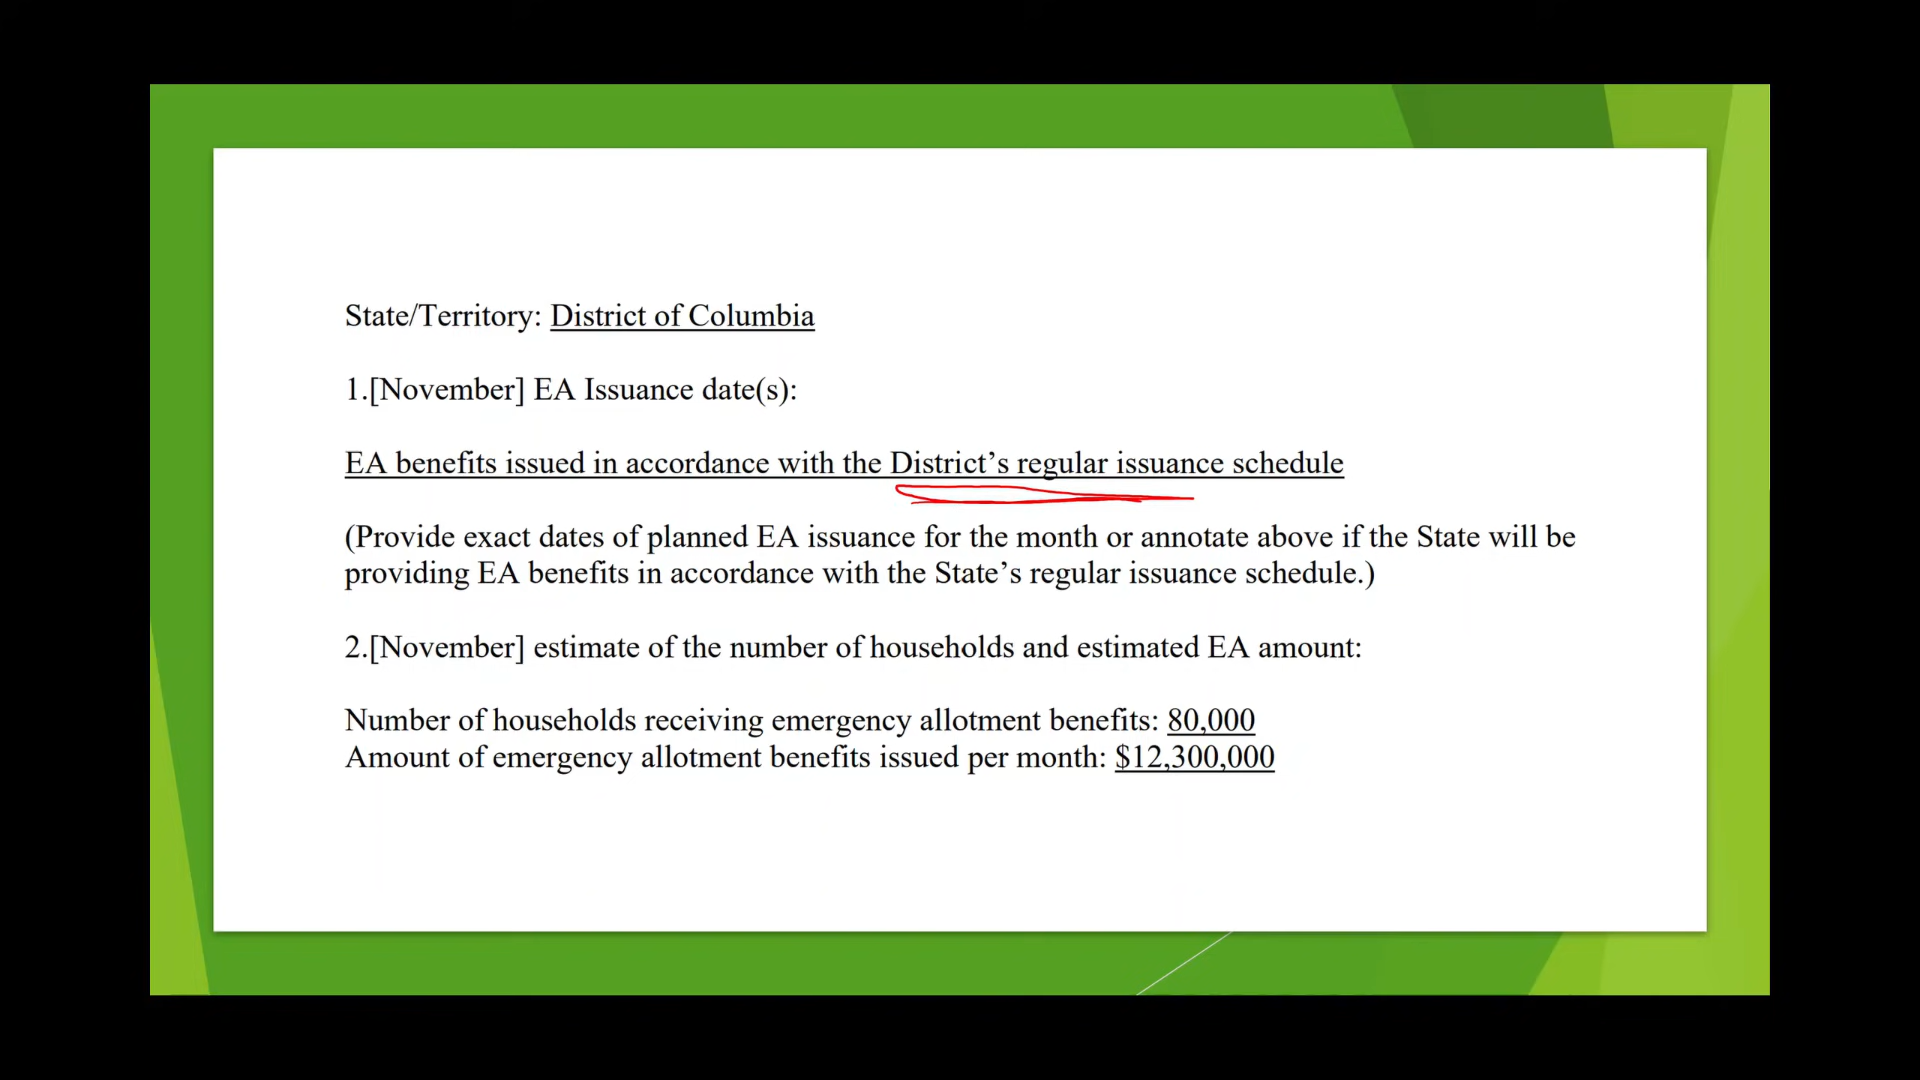 State/Territory: District of Columbia
1.[November] EA Issuance date(s):
EA benefits issued in accordance with the District’s regular issuance schedule
(Provide exact dates of planned EA issuance for the month or annotate above if the State will be
providing EA benefits in accordance with the State’s regular issuance schedule.)
2.[November] estimate of the number of households and estimated EA amount:
Number of households receiving emergency allotment benefits: 80,000
Amount of emergency allotment benefits issued per month: $12,300,000